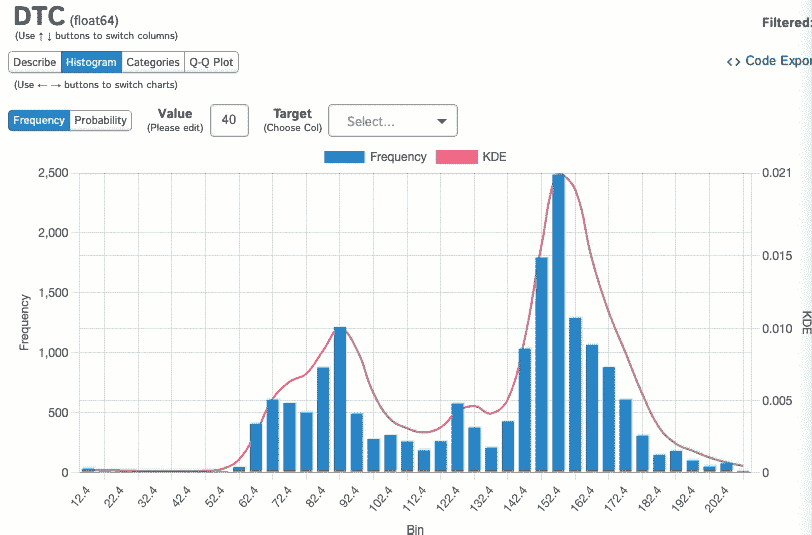 DTC (float64)
(Use ↑ ↓ buttons to switch columns)
Filtered:
Describe Histogram Categories Q-Q Plot
<> Code Expor
(Use ← → buttons to switch charts)
Frequency Probability
Value
(Please edit)
40
Target
(Choose Col)
Select...
Frequency KDE
2,500
2,000
1,500
1,000
500
0
Frequency
0.021
0.015
0.010
0.005
0
KDE
12.4 22.4 32.4 42.4 52.4 62.4 72.4 82.4 92.4 102.4 112.4 122.4 132.4 142.4 152.4 162.4 172.4 182.4 192.4 202.4
Bin